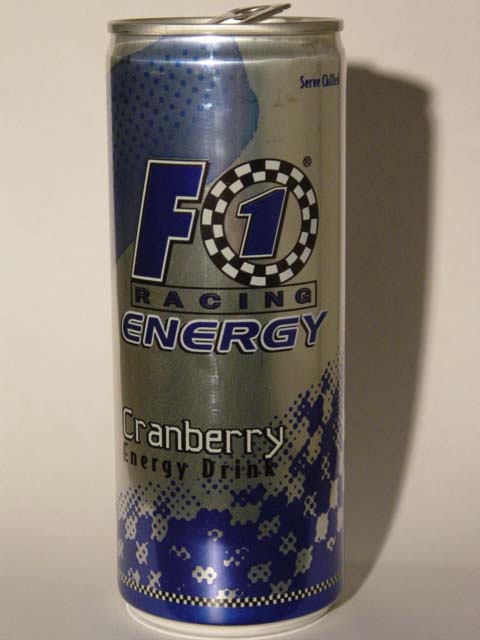 Serve Chilled
F1®
RACING
ENERGY
Cranberry
Energy Drink